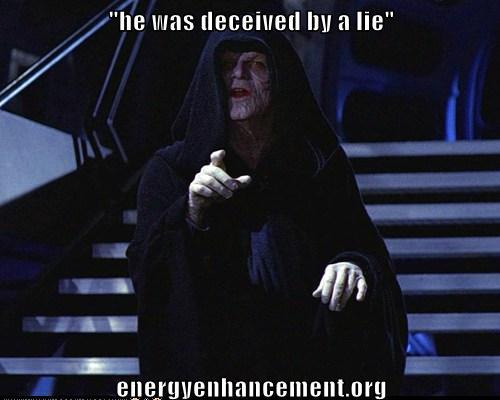 "he was deceived by a lie"
energyenhancement.org